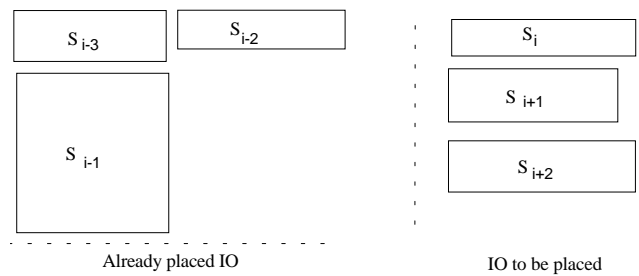 S i-3
S i-2
S i-1
Already placed IO
S i
S i+1
S i+2
IO to be placed